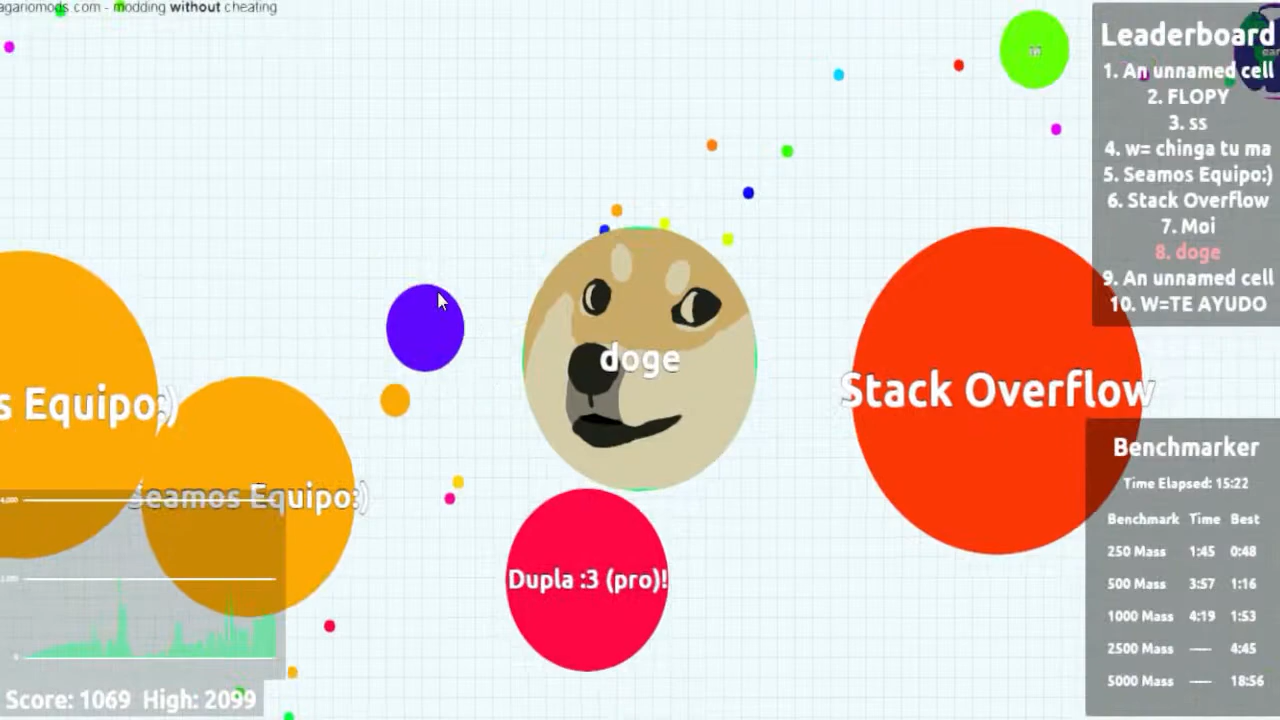 agariomods.com - modding without cheating
Leaderboard
1. An unnamed cell
2. FLOPY
3. ss
4. w= chinga tu ma
5. Seamos Equipo:)
6. Stack Overflow
7. Moi
8. doge
9. An unnamed cell
10. W=TE AYUDO
doge
Stack Overflow
s Equipo:)
Seamos Equipo:)
Dupla :3 (pro)!
Benchmarker
Time Elapsed: 15:22
Benchmark Time Best
250 Mass 1:45 0:48
500 Mass 3:57 1:16
1000 Mass 4:19 1:53
2500 Mass —— 4:45
5000 Mass —— 18:56
4,000
0
Score: 1069 High: 2099